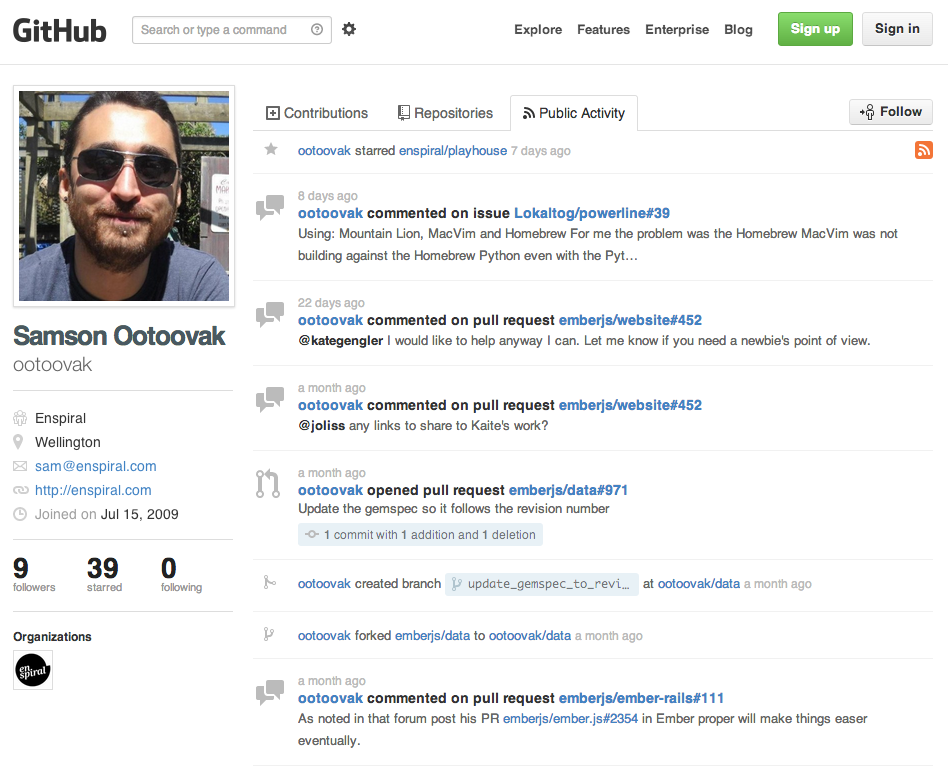 GitHub
Search or type a command
Explore Features Enterprise Blog
Sign up
Sign in
Contributions
Repositories
Public Activity
Follow
Samson Ootoovak
ootoovak
Enspiral
Wellington
sam@enspiral.com
http://enspiral.com
Joined on Jul 15, 2009
9 39 0
followers starred following
Organizations
en
spiral
ootoovak starred enspiral/playhouse 7 days ago
8 days ago
ootoovak commented on issue Lokaltog/powerline#39
Using: Mountain Lion, MacVim and Homebrew For me the problem was the Homebrew MacVim was not
building against the Homebrew Python even with the Pyt…
22 days ago
ootoovak commented on pull request emberjs/website#452
@kategengler I would like to help anyway I can. Let me know if you need a newbie's point of view.
a month ago
ootoovak commented on pull request emberjs/website#452
@joliss any links to share to Kaite's work?
a month ago
ootoovak opened pull request emberjs/data#971
Update the gemspec so it follows the revision number
1 commit with 1 addition and 1 deletion
ootoovak created branch update_gemspec_to_revi… at ootoovak/data a month ago
ootoovak forked emberjs/data to ootoovak/data a month ago
a month ago
ootoovak commented on pull request emberjs/ember-rails#111
As noted in that forum post his PR emberjs/ember.js#2354 in Ember proper will make things easer
eventually.